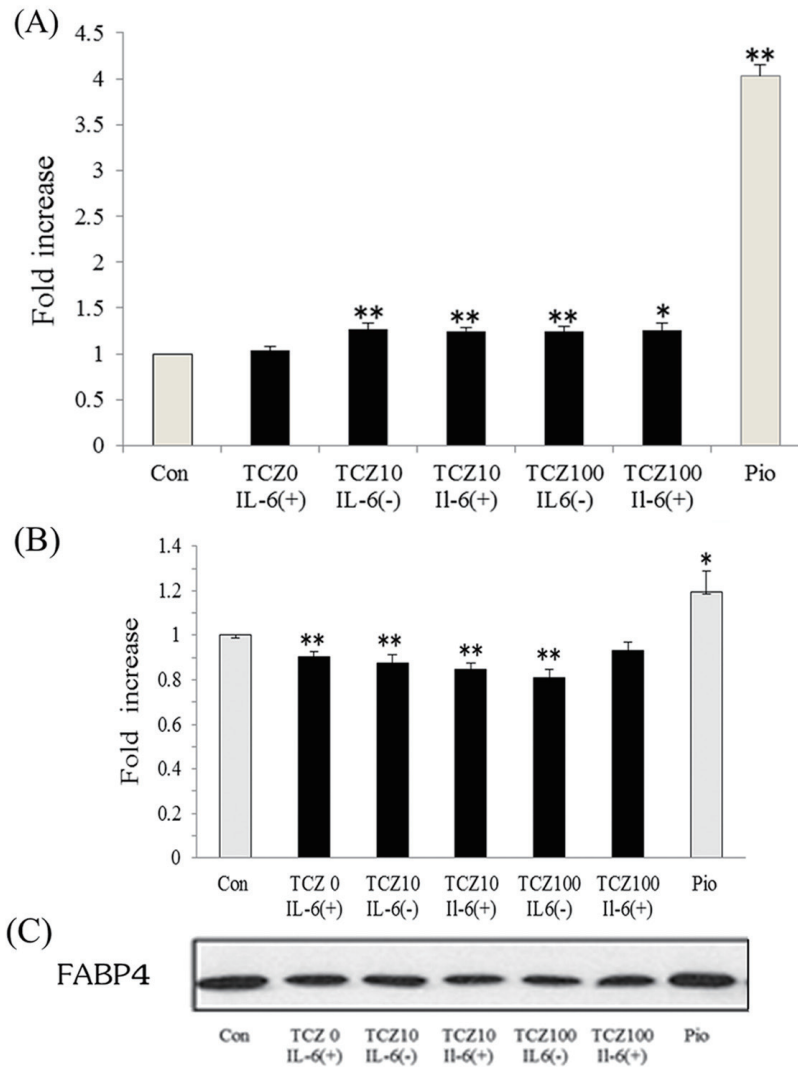 (A)
Fold increase
4.5
4
3.5
3
2.5
2
1.5
1
0.5
0
**
**
**
**
*
**
Con
TCZ0
IL-6(+)
TCZ10
IL-6(-)
TCZ10
Il-6(+)
TCZ100
IL6(-)
TCZ100
Il-6(+)
Pio
(B)
Fold increase
1.4
1.2
1
0.8
0.6
0.4
0.2
0
**
**
**
**
*
Con
TCZ 0
IL-6(+)
TCZ10
IL-6(-)
TCZ10
Il-6(+)
TCZ100
IL6(-)
TCZ100
Il-6(+)
Pio
(C)
FABP4
Con
TCZ 0
IL-6(+)
TCZ10
IL-6(-)
TCZ10
Il-6(+)
TCZ100
IL6(-)
TCZ100
Il-6(+)
Pio